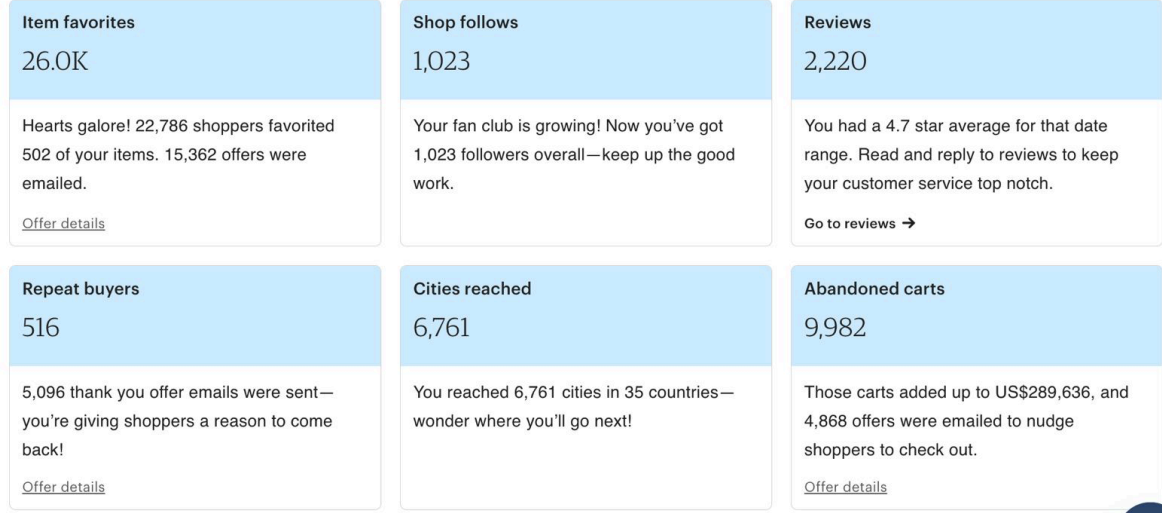 Item favorites
26.0K
Hearts galore! 22,786 shoppers favorited
502 of your items. 15,362 offers were
emailed.
Offer details
Shop follows
1,023
Your fan club is growing! Now you’ve got
1,023 followers overall—keep up the good
work.
Reviews
2,220
You had a 4.7 star average for that date
range. Read and reply to reviews to keep
your customer service top notch.
Go to reviews →
Repeat buyers
516
5,096 thank you offer emails were sent—
you’re giving shoppers a reason to come
back!
Offer details
Cities reached
6,761
You reached 6,761 cities in 35 countries—
wonder where you’ll go next!
Abandoned carts
9,982
Those carts added up to US$289,636, and
4,868 offers were emailed to nudge
shoppers to check out.
Offer details